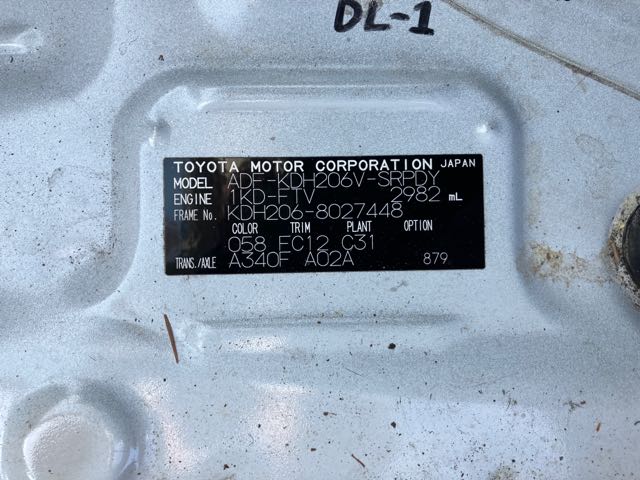 DL-1
TOYOTA MOTOR CORPORATION JAPAN
MODEL ADF-KDH206V-SRPDY
ENGINE 1KD-FTV 2982 mL
FRAME No. KDH206-8027448
COLOR TRIM PLANT OPTION
058 FC12 C31
TRANS./AXLE A340F A02A 879